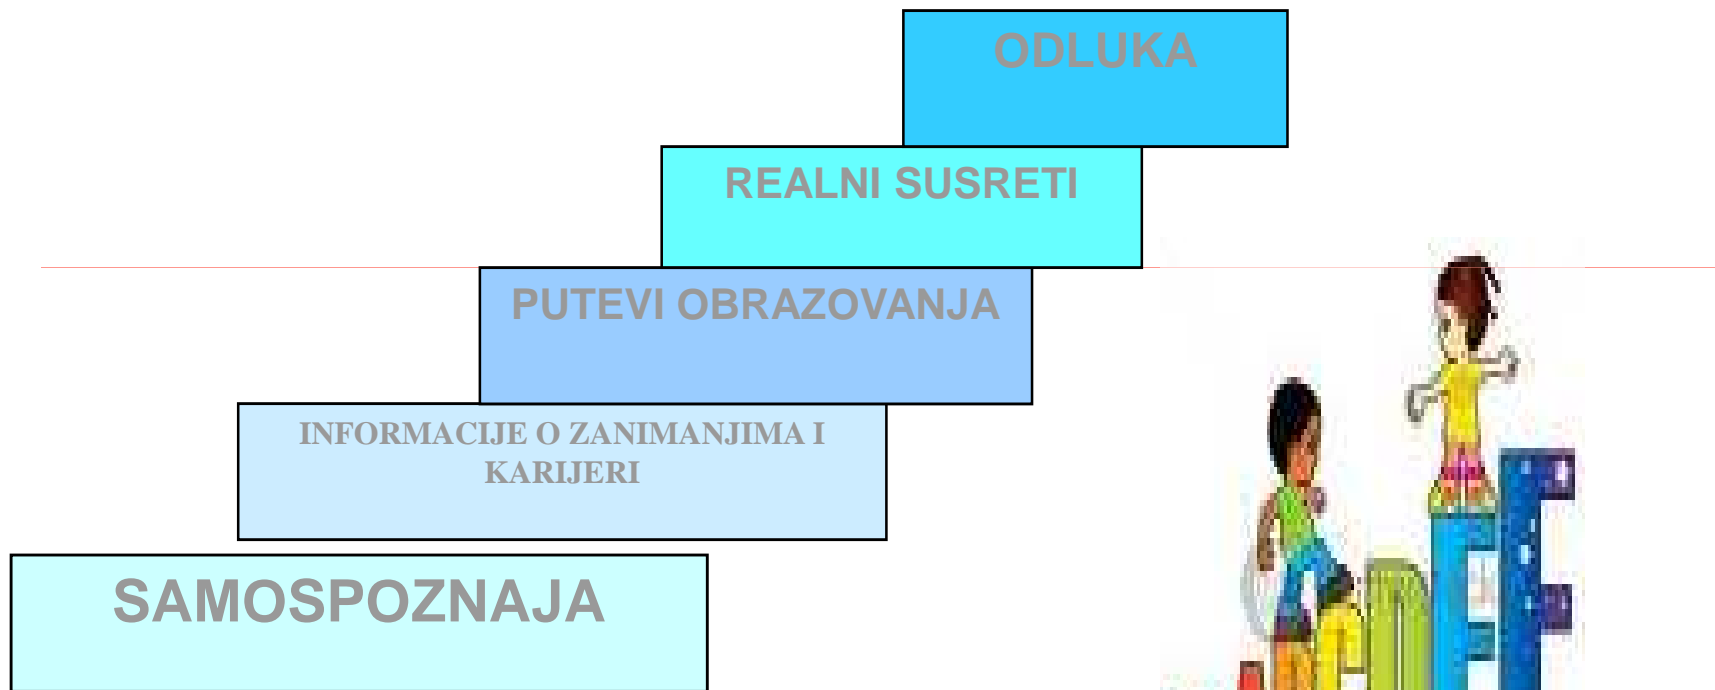 ODLUKA
REALNI SUSRETI
PUTEVI OBRAZOVANJA
INFORMACIJE O ZANIMANJIMA I
KARIJERI
SAMOSPOZNAJA